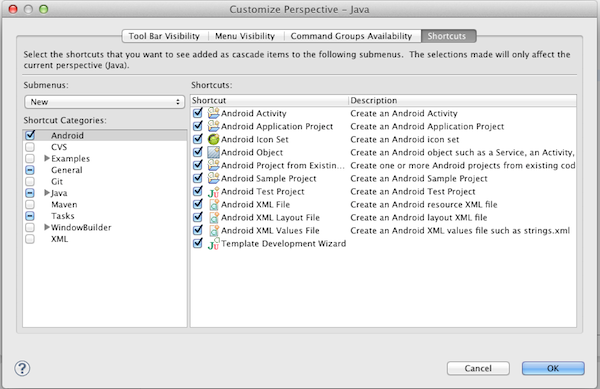 Customize Perspective – Java
Tool Bar Visibility Menu Visibility Command Groups Availability Shortcuts
Select the shortcuts that you want to see added as cascade items to the following submenus. The selections made will only affect the
current perspective (Java).
Submenus:
New
Shortcut Categories:
Android
CVS
Examples
General
Git
Java
Maven
Tasks
WindowBuilder
XML
Shortcuts:
Shortcut Description
Android Activity Create an Android Activity
Android Application Project Create an Android Application Project
Android Icon Set Create an Android icon set
Android Object Create an Android object such as a Service, an Activity,
Android Project from Existin... Create one or more Android projects from existing cod
Android Sample Project Create an Android Sample Project
Android Test Project Create an Android Test Project
Android XML File Create an Android resource XML file
Android XML Layout File Create an Android layout XML file
Android XML Values File Create an Android XML values file such as strings.xml
Template Development Wizard
?
Cancel OK